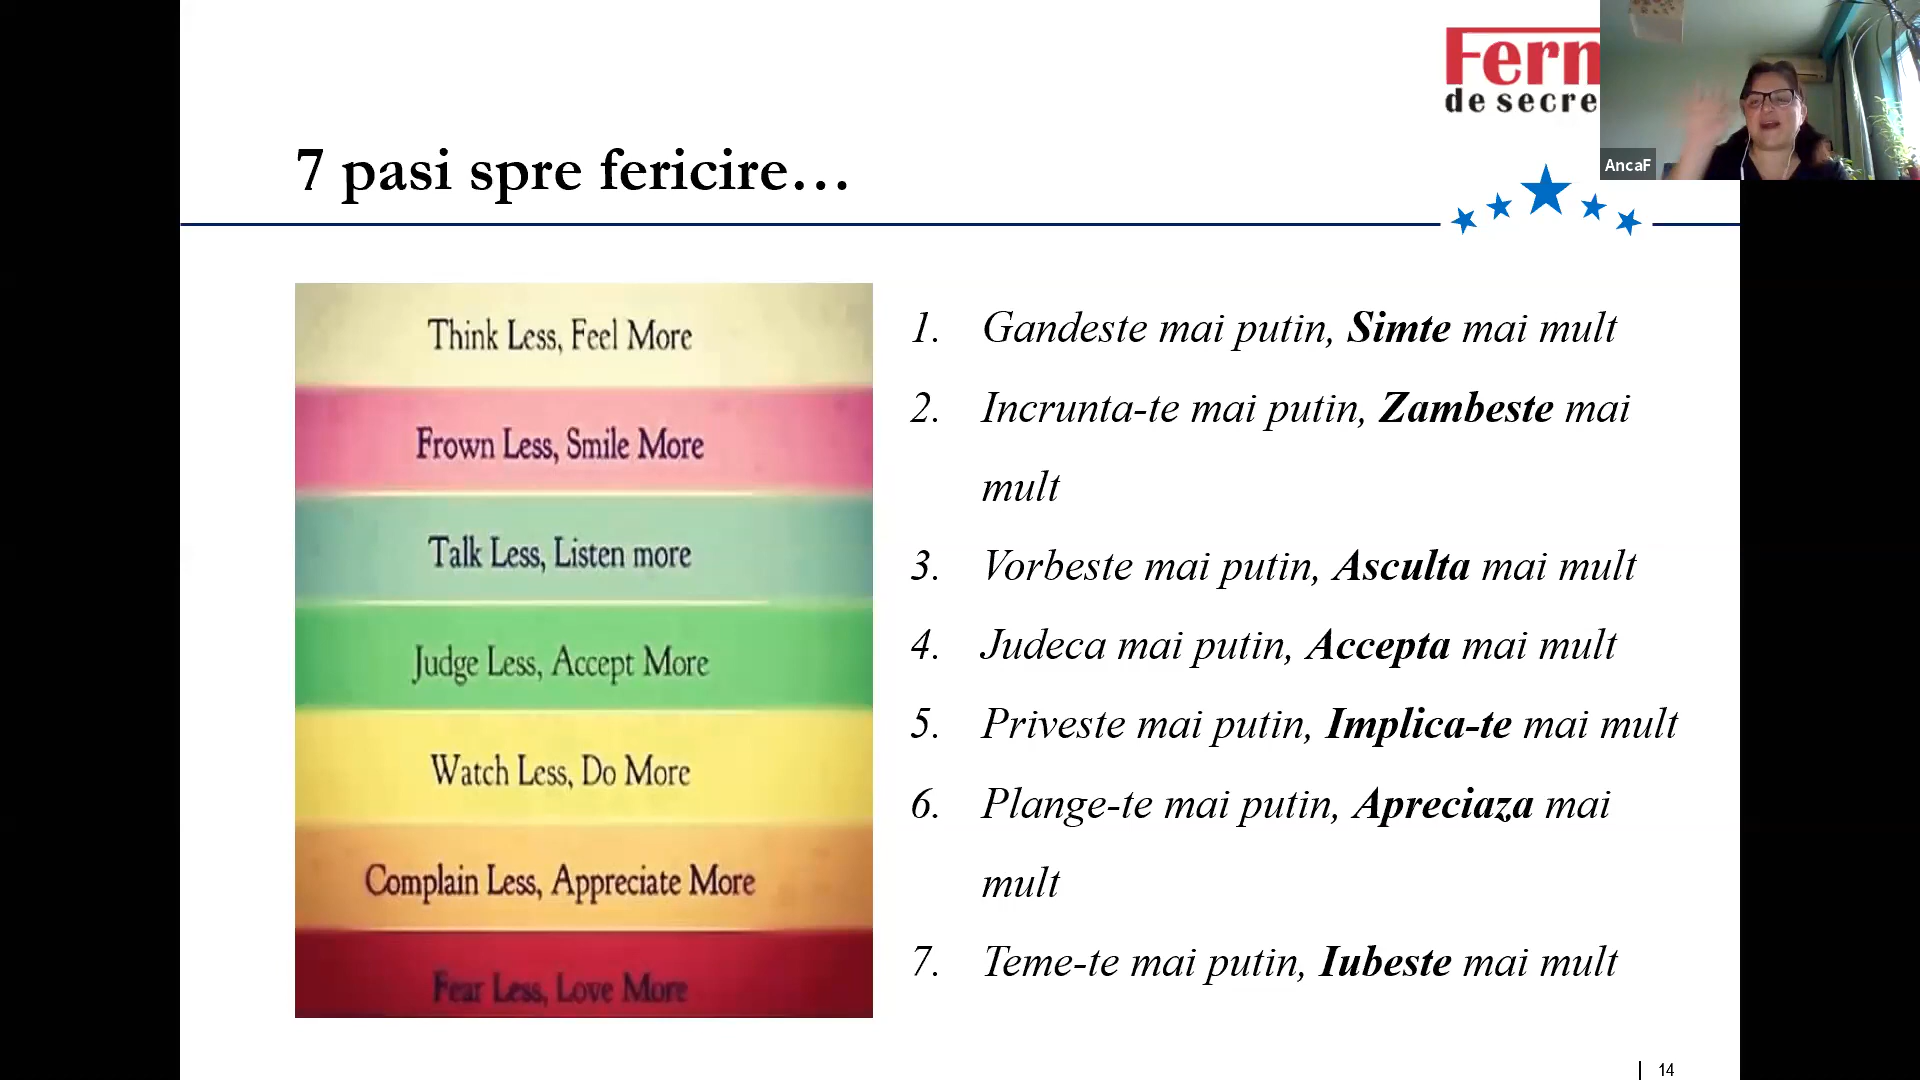 Fern
de secre
AncaF
7 pasi spre fericire…
Think Less, Feel More
Frown Less, Smile More
Talk Less, Listen more
Judge Less, Accept More
Watch Less, Do More
Complain Less, Appreciate More
Fear Less, Love More
1. Gandeste mai putin, Simte mai mult
2. Incrunta-te mai putin, Zambeste mai
mult
3. Vorbeste mai putin, Asculta mai mult
4. Judeca mai putin, Accepta mai mult
5. Priveste mai putin, Implica-te mai mult
6. Plange-te mai putin, Apreciaza mai
mult
7. Teme-te mai putin, Iubeste mai mult
14